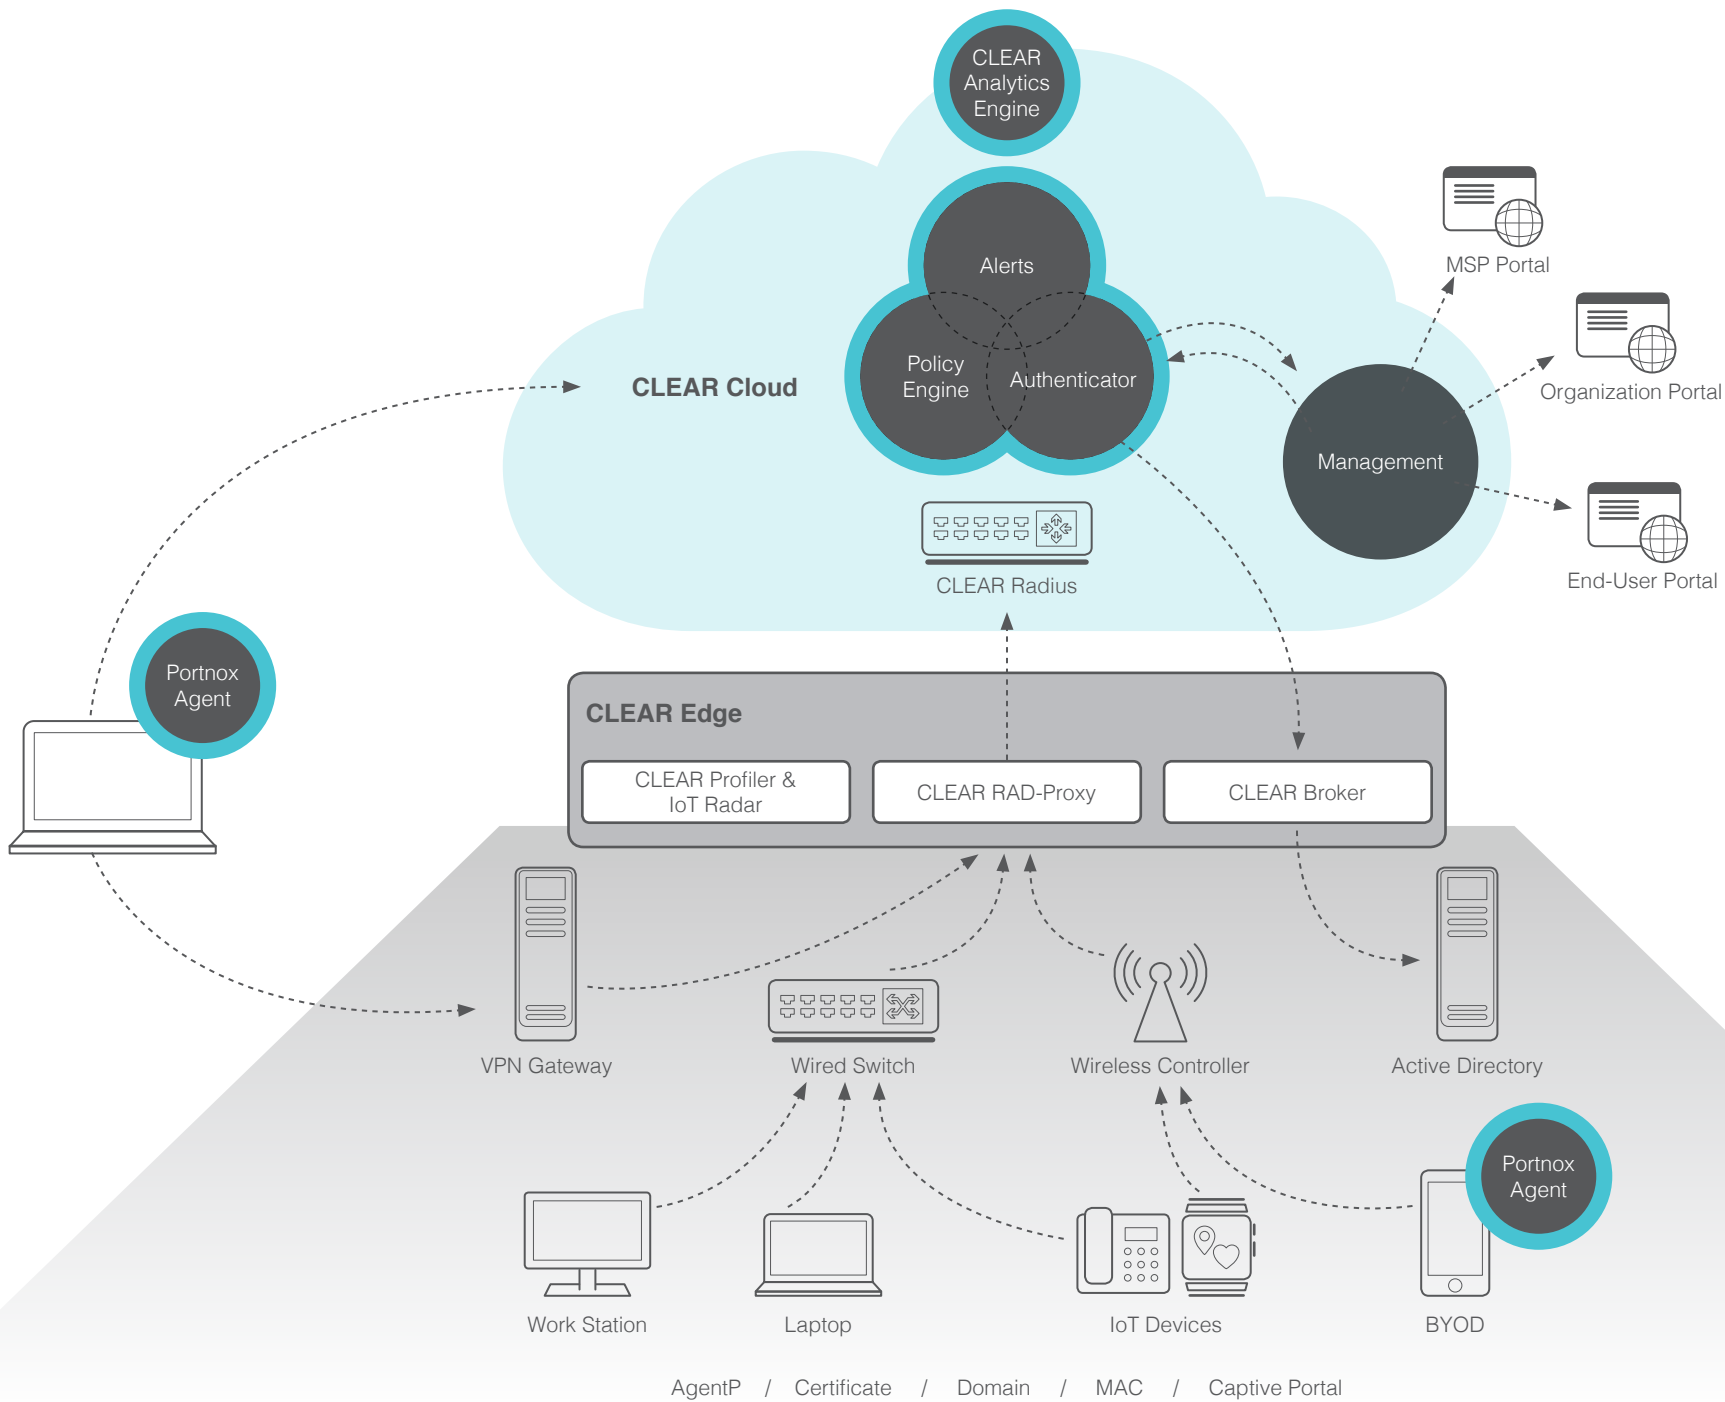 CLEAR
Analytics
Engine
Alerts
Policy
Engine
Authenticator
CLEAR Cloud
Management
MSP Portal
Organization Portal
End-User Portal
CLEAR Radius
Portnox
Agent
CLEAR Edge
CLEAR Profiler &
IoT Radar
CLEAR RAD-Proxy
CLEAR Broker
VPN Gateway
Wired Switch
Wireless Controller
Active Directory
Portnox
Agent
Work Station
Laptop
IoT Devices
BYOD
AgentP / Certificate / Domain / MAC / Captive Portal